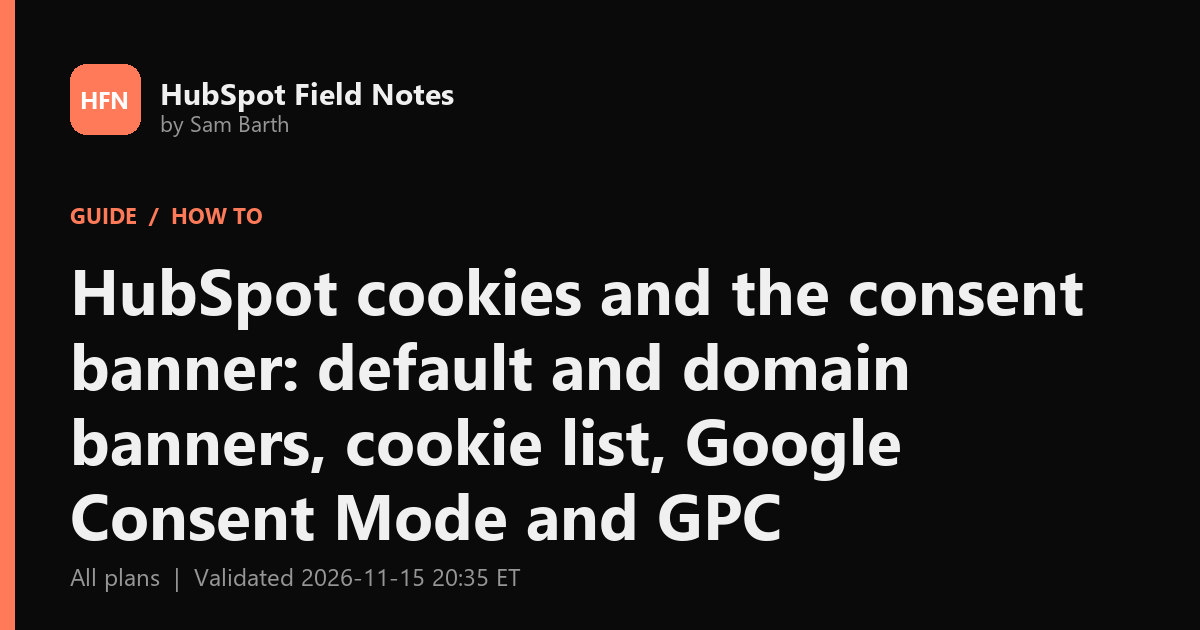 HFN
HubSpot Field Notes
by Sam Barth
GUIDE / HOW TO
HubSpot cookies and the consent
banner: default and domain
banners, cookie list, Google
Consent Mode and GPC
All plans | Validated 2026-11-15 20:35 ET